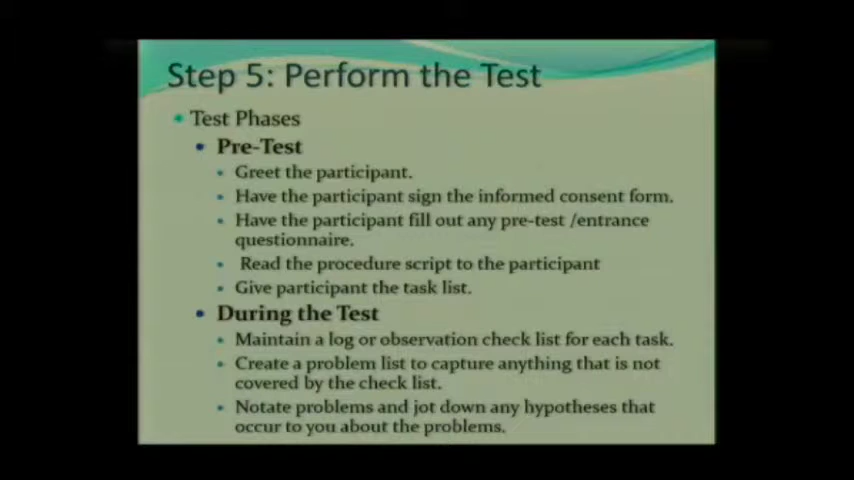 Step 5: Perform the Test
Test Phases
Pre-Test
Greet the participant.
Have the participant sign the informed consent form.
Have the participant fill out any pre-test /entrance
questionnaire.
Read the procedure script to the participant
Give participant the task list.
During the Test
Maintain a log or observation check list for each task.
Create a problem list to capture anything that is not
covered by the check list.
Notate problems and jot down any hypotheses that
occur to you about the problems.